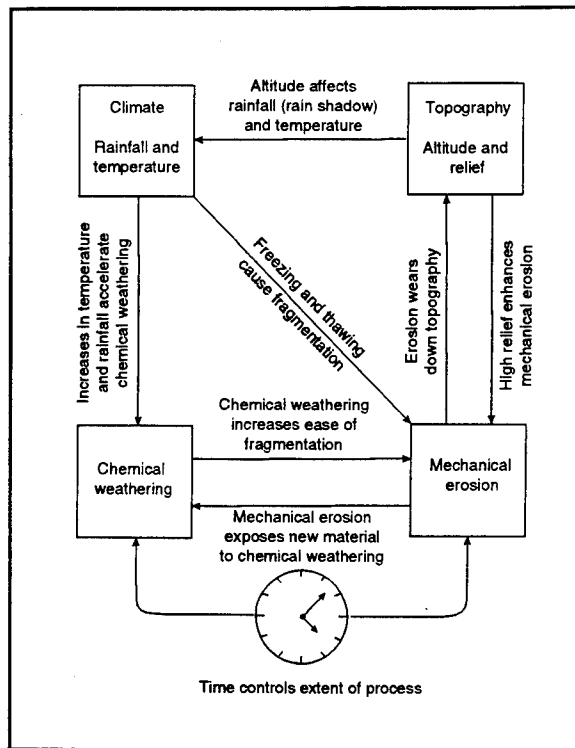 Climate
Rainfall and
temperature
Altitude affects
rainfall (rain shadow)
and temperature
Topography
Altitude and
relief
Increases in temperature
and rainfall accelerate
chemical weathering
Freezing and thawing
cause fragmentation
Erosion wears
down topography
High relief enhances
mechanical erosion
Chemical weathering
increases ease of
fragmentation
Chemical
weathering
Mechanical
erosion
Mechanical erosion
exposes new material
to chemical weathering
Time controls extent of process